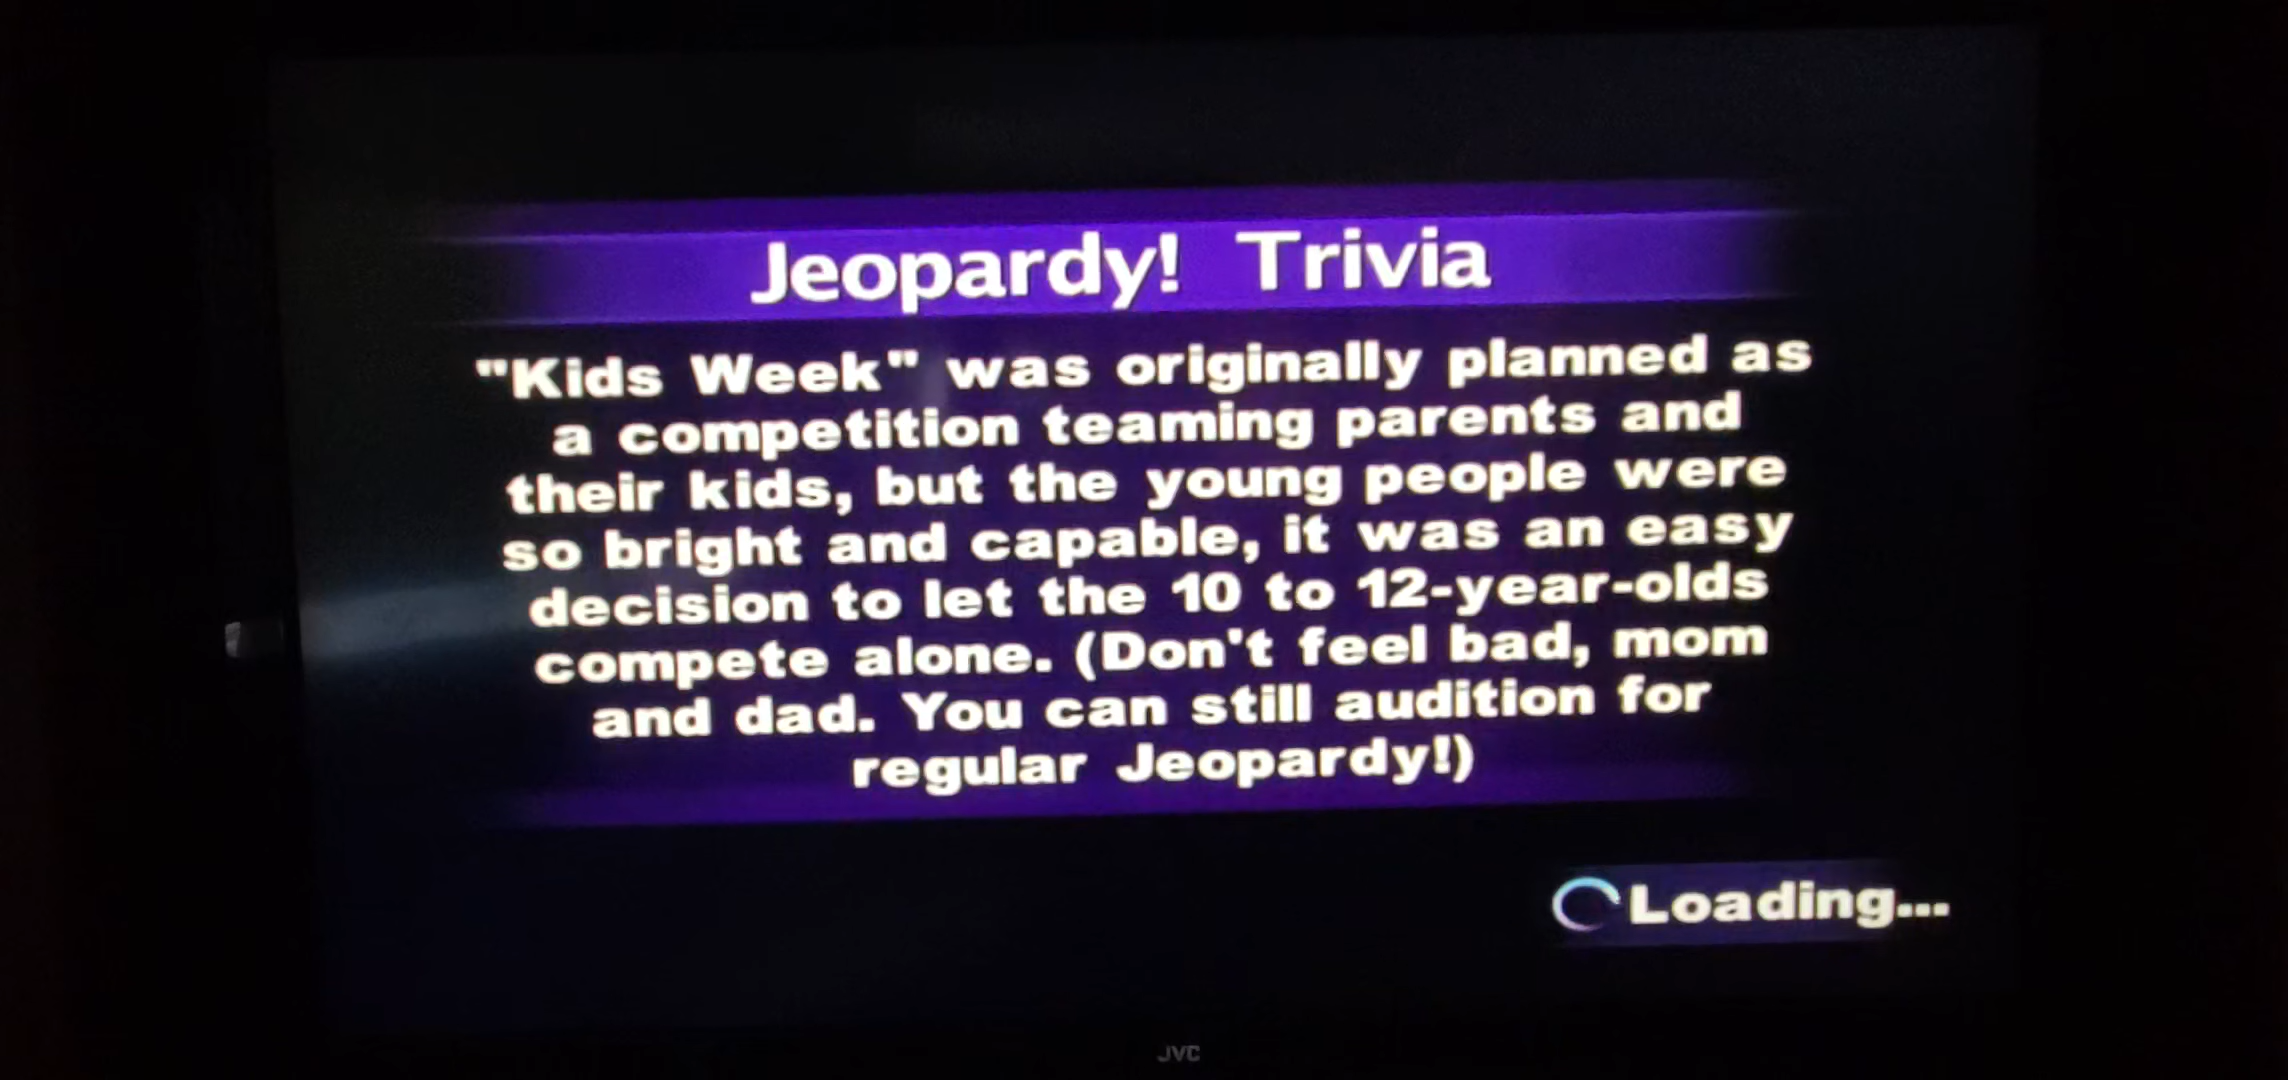 Jeopardy! Trivia
"Kids Week" was originally planned as
a competition teaming parents and
their kids, but the young people were
so bright and capable, it was an easy
decision to let the 10 to 12-year-olds
compete alone. (Don't feel bad, mom
and dad. You can still audition for
regular Jeopardy!)
Loading...
JVC